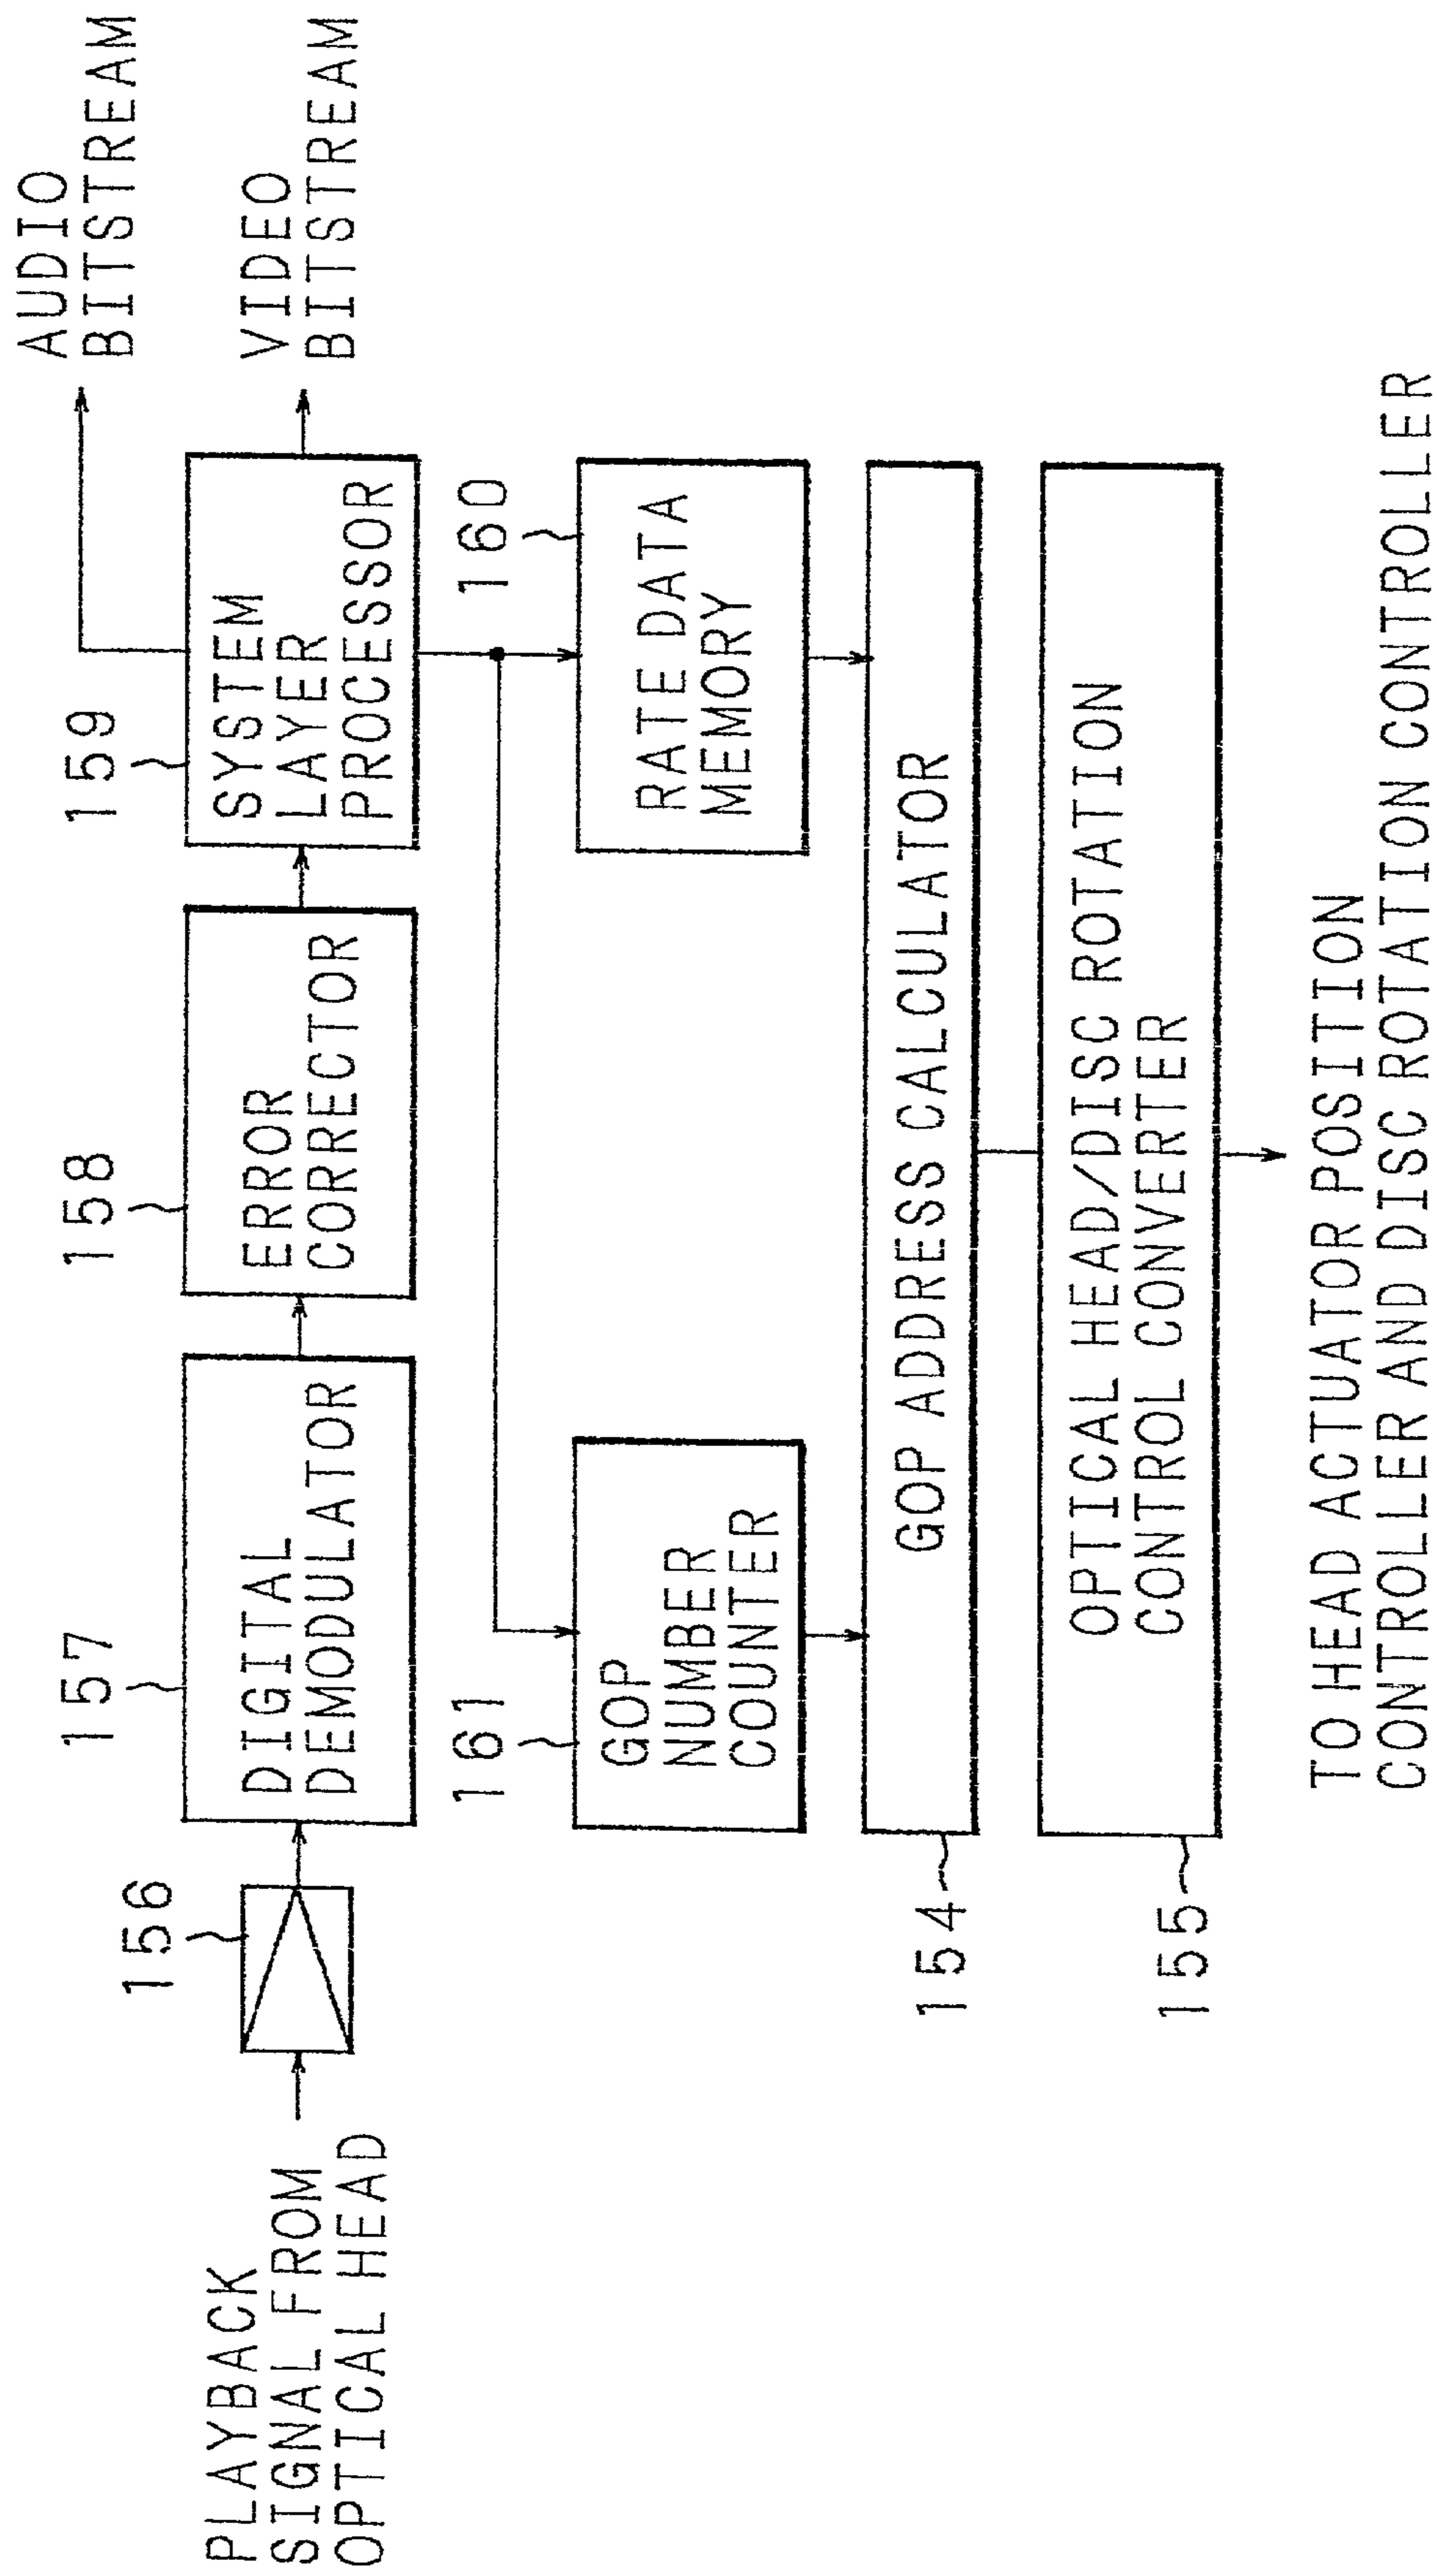 AUDIO
BITSTREAM
VIDEO
BITSTREAM
159
SYSTEM
LAYER
PROCESSOR
158
ERROR
CORRECTOR
157
DIGITAL
DEMODULATOR
156
PLAYBACK
SIGNAL FROM
OPTICAL HEAD
160
RATE DATA
MEMORY
161
GOP
NUMBER
COUNTER
GOP ADDRESS CALCULATOR
154
OPTICAL HEAD/DISC ROTATION
CONTROL CONVERTER
155
TO HEAD ACTUATOR POSITION
CONTROLLER AND DISC ROTATION CONTROLLER